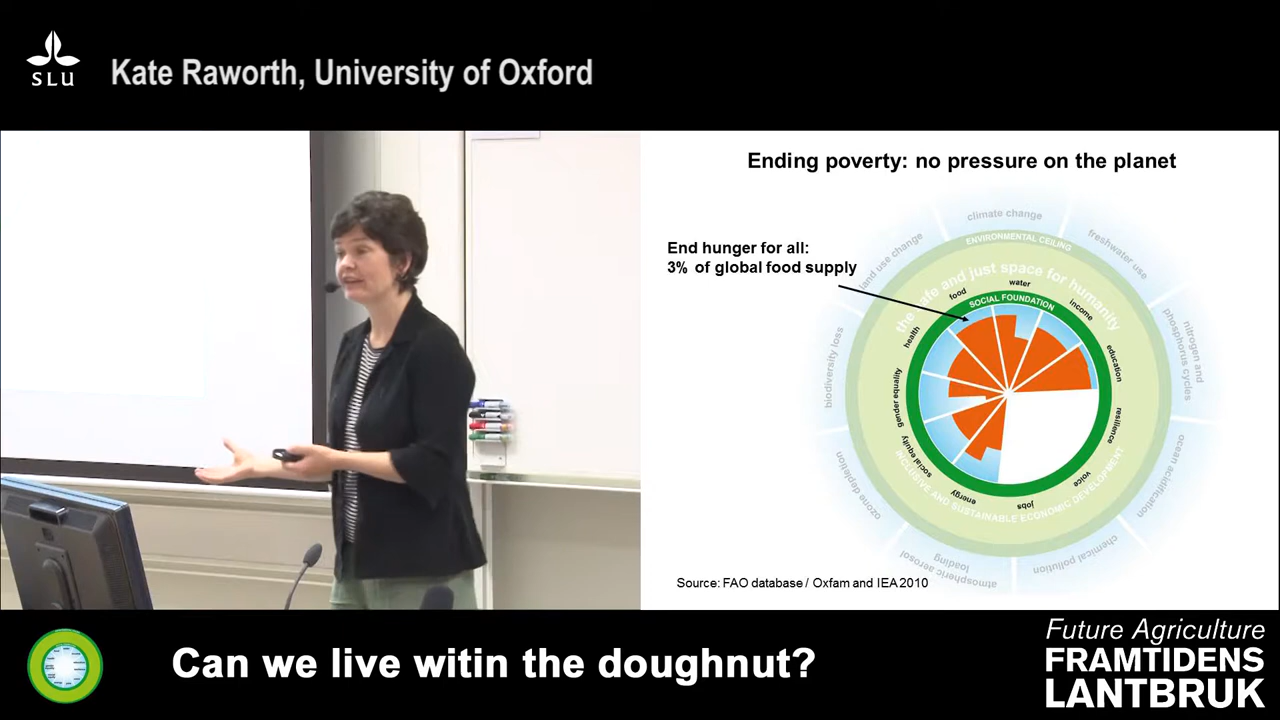 SLU
Kate Raworth, University of Oxford
Ending poverty: no pressure on the planet
End hunger for all:
3% of global food supply
climate change
freshwater use
nitrogen and
phosphorus cycles
ocean acidification
chemical pollution
atmospheric aerosol
loading
ozone depletion
biodiversity loss
land use change
ENVIRONMENTAL CEILING
the safe and just space for humanity
SOCIAL FOUNDATION
water
income
education
resilience
voice
jobs
energy
social equity
gender equality
health
food
INCLUSIVE AND SUSTAINABLE ECONOMIC DEVELOPMENT
Source: FAO database / Oxfam and IEA 2010
Can we live witin the doughnut?
Future Agriculture
FRAMTIDENS
LANTBRUK